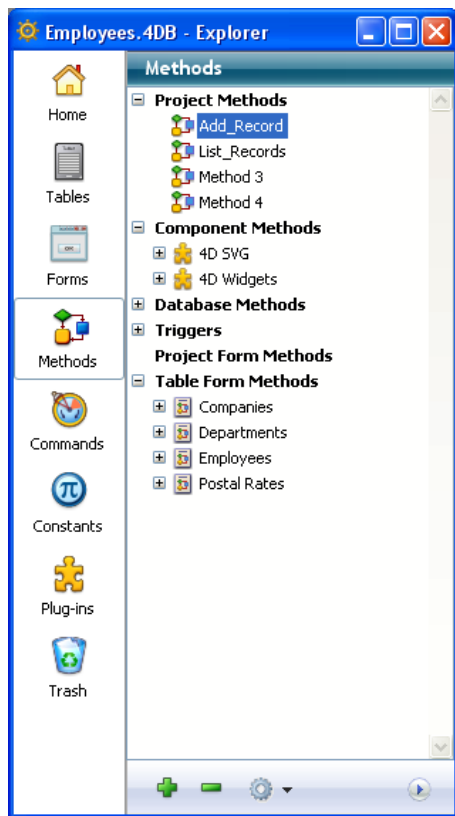 Employees.4DB - Explorer
Methods
Home
Tables
Forms
Methods
Commands
Constants
Plug-ins
Trash
Project Methods
Add_Record
List_Records
Method 3
Method 4
Component Methods
4D SVG
4D Widgets
Database Methods
Triggers
Project Form Methods
Table Form Methods
Companies
Departments
Employees
Postal Rates